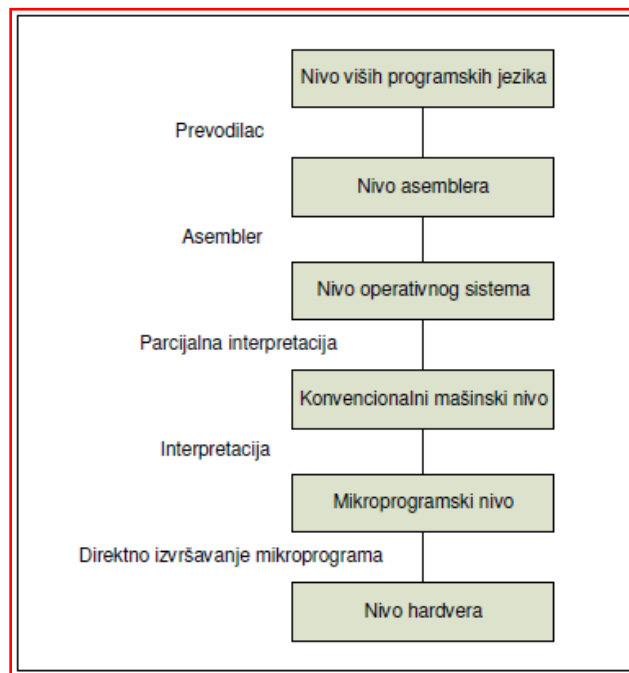 Nivo viših programskih jezika
Prevodilac
Nivo asemblera
Asembler
Nivo operativnog sistema
Parcijalna interpretacija
Konvencionalni mašinski nivo
Interpretacija
Mikroprogramski nivo
Direktno izvršavanje mikroprograma
Nivo hardvera